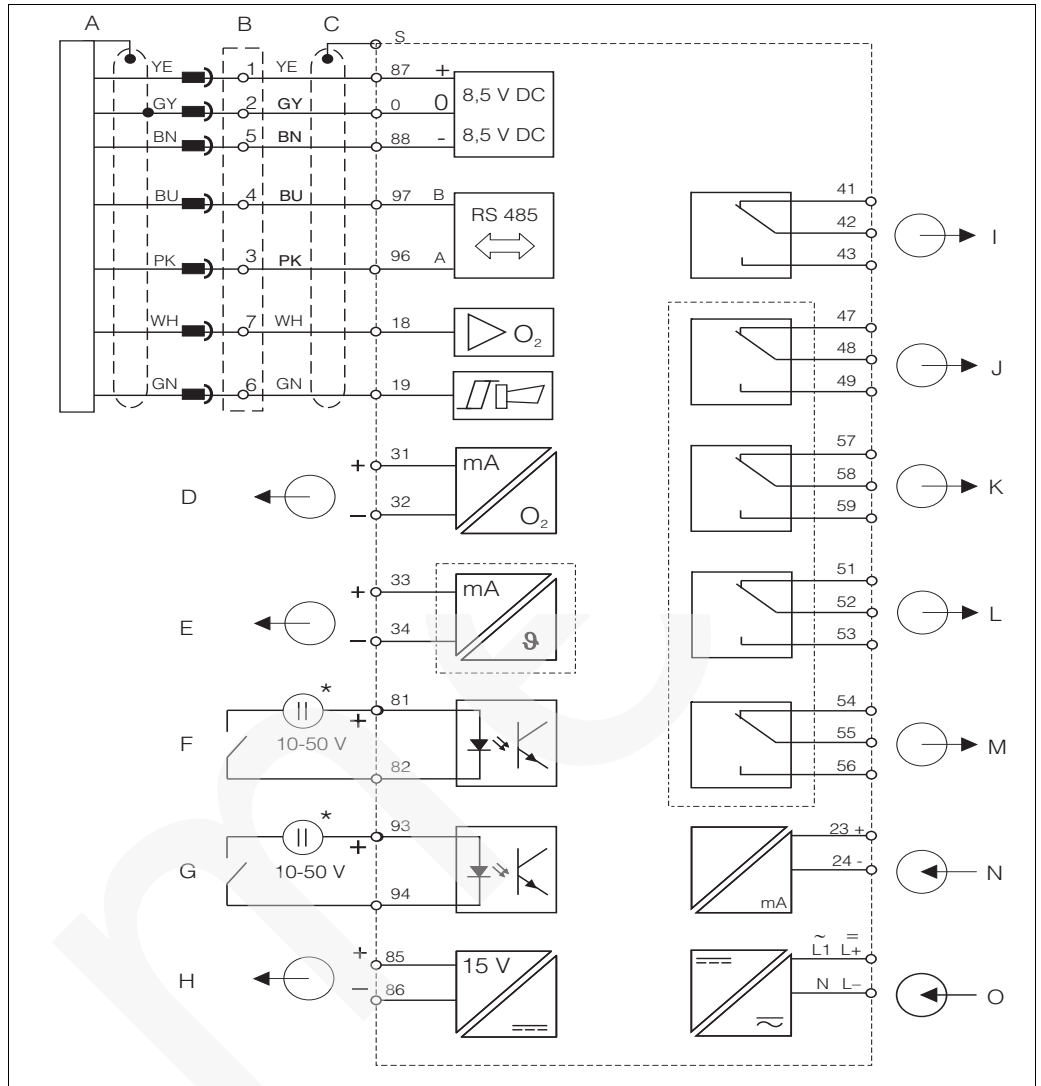 A B C
S
YE 1 YE 87 +
8,5 V DC
GY 2 GY 0 0
BN 5 BN 88 -
8,5 V DC
BU 4 BU 97 B
RS 485
PK 3 PK 96 A
WH 7 WH 18
O2
GN 6 GN 19
D + 31 mA
− 32 O2
E + 33 mA
− 34 ϑ
F * + 81
10-50 V
82
G * + 93
10-50 V
94
H + 85 15 V
− 86
41
42 I
43
47
48 J
49
57
58 K
59
51
52 L
53
54
55 M
56
23 +
24 - N
mA
~ =
L1 L+
N L− O